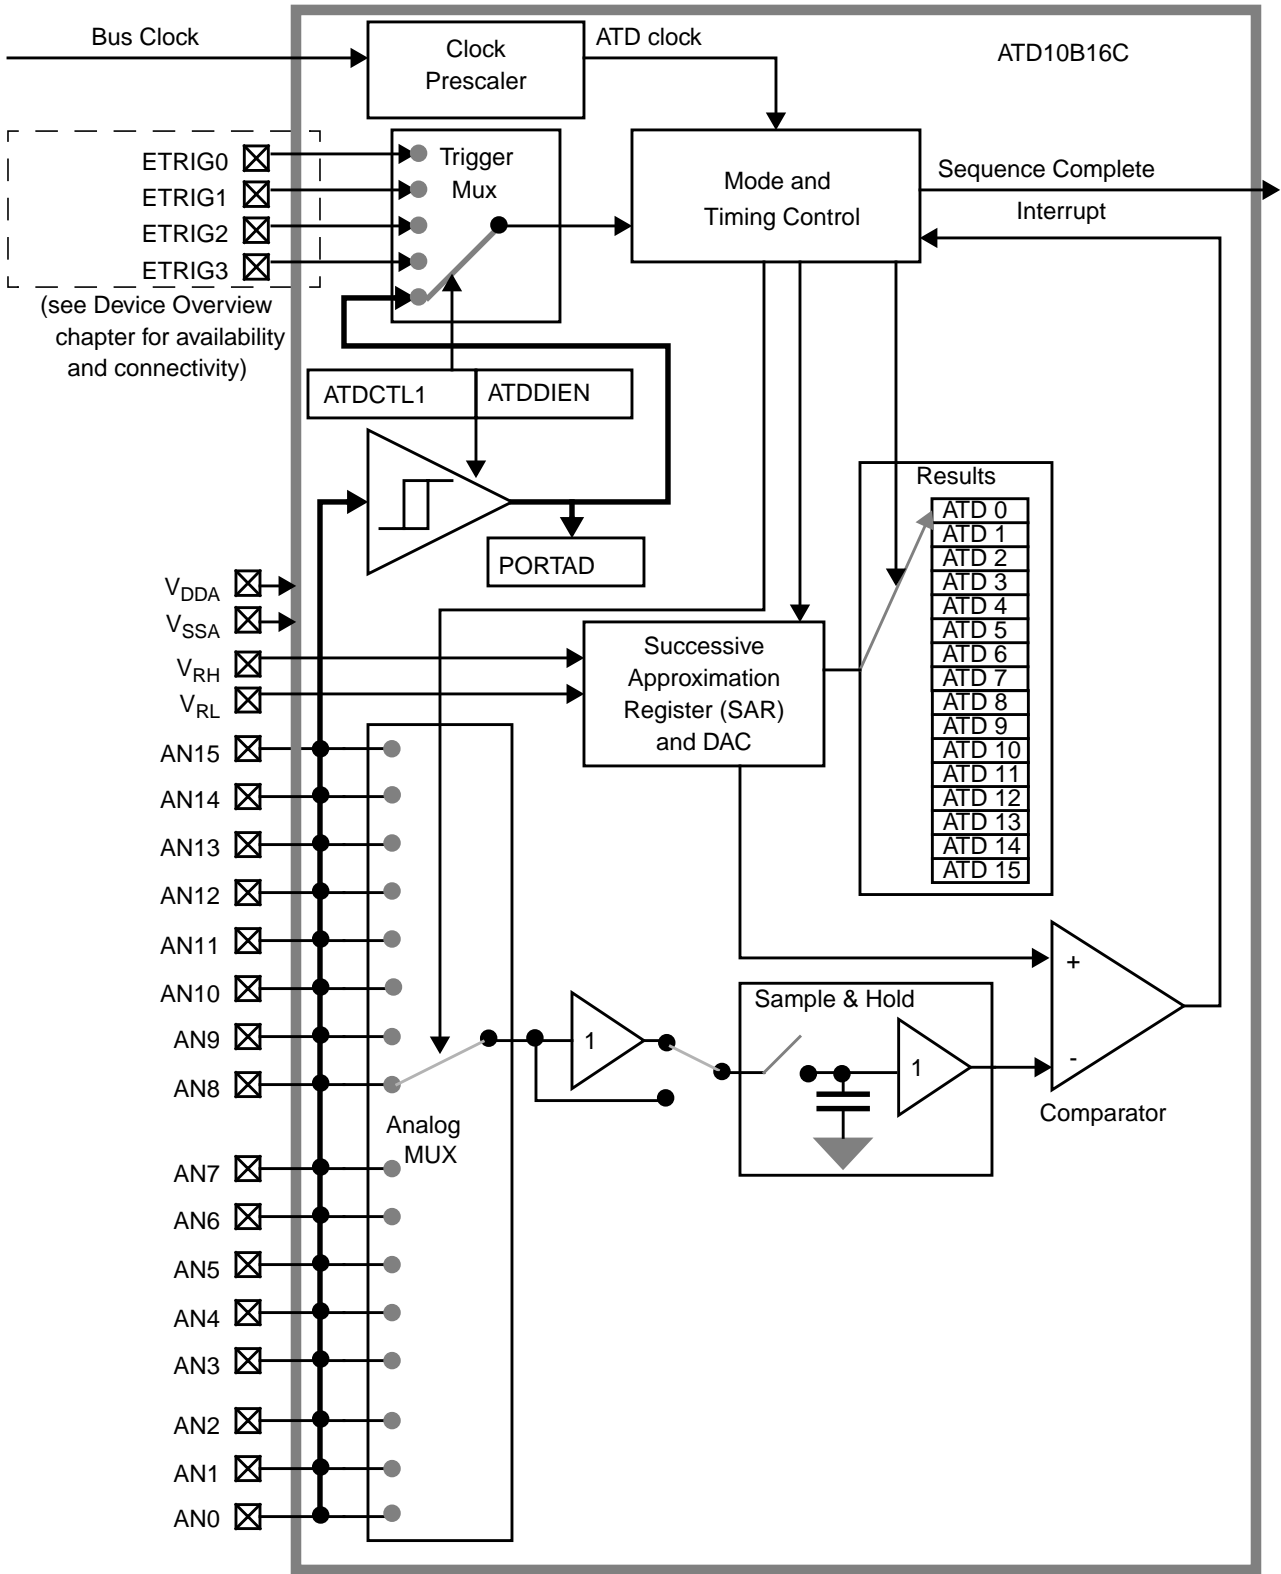 Bus Clock
Clock
Prescaler
ATD clock
ATD10B16C
ETRIG0
ETRIG1
ETRIG2
ETRIG3
(see Device Overview
chapter for availability
and connectivity)
Trigger
Mux
Mode and
Timing Control
Sequence Complete
Interrupt
ATDCTL1
ATDDIEN
PORTAD
Results
ATD 0
ATD 1
ATD 2
ATD 3
ATD 4
ATD 5
ATD 6
ATD 7
ATD 8
ATD 9
ATD 10
ATD 11
ATD 12
ATD 13
ATD 14
ATD 15
VDDA
VSSA
VRH
VRL
Successive
Approximation
Register (SAR)
and DAC
AN15
AN14
AN13
AN12
AN11
AN10
AN9
AN8
AN7
AN6
AN5
AN4
AN3
AN2
AN1
AN0
Analog
MUX
1
Sample & Hold
1
+
-
Comparator